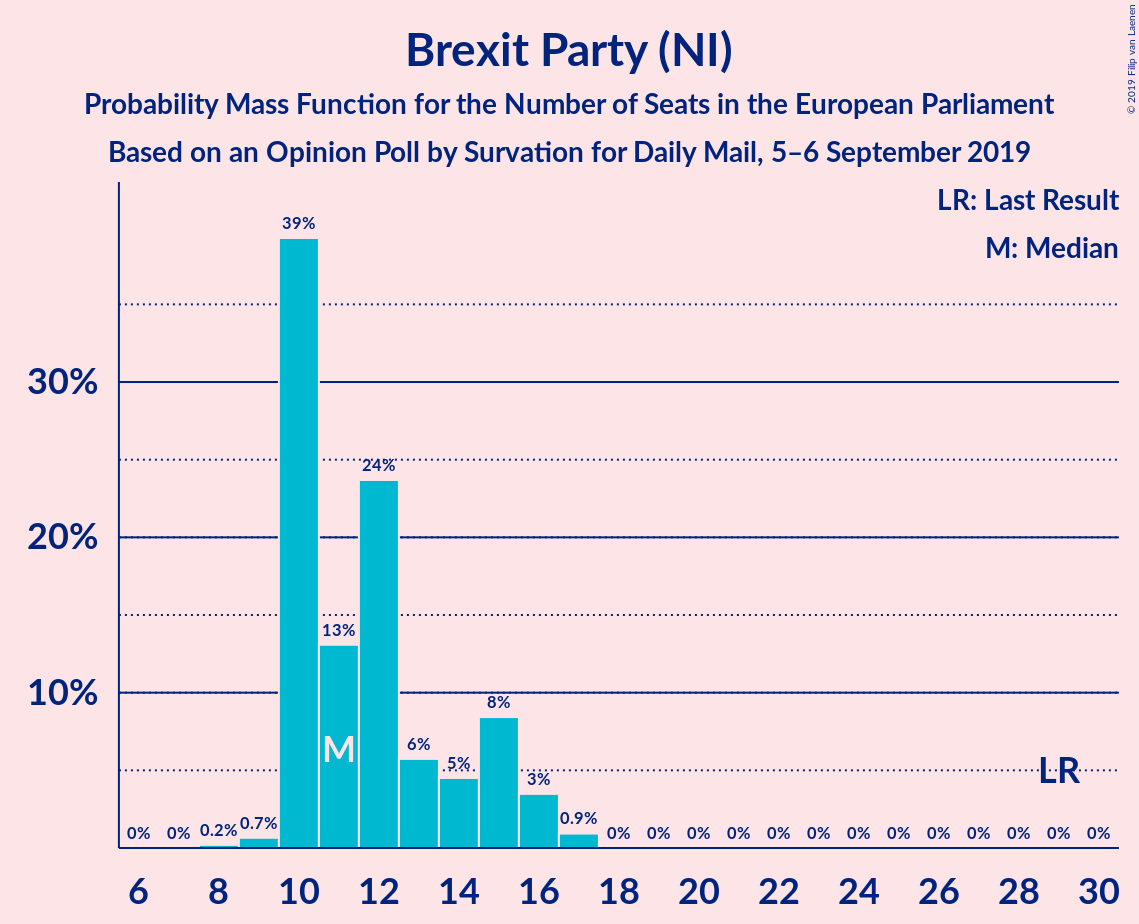 Brexit Party (NI)
Probability Mass Function for the Number of Seats in the European Parliament
Based on an Opinion Poll by Survation for Daily Mail, 5–6 September 2019
© 2019 Filip van Laenen
LR: Last Result
M: Median
39%
30%
24%
20%
13%
10%
8%
M
6%
5%
3%
LR
0% 0% 0.2% 0.7% 0.9% 0% 0% 0% 0% 0% 0% 0% 0% 0% 0% 0% 0% 0%
6 8 10 12 14 16 18 20 22 24 26 28 30